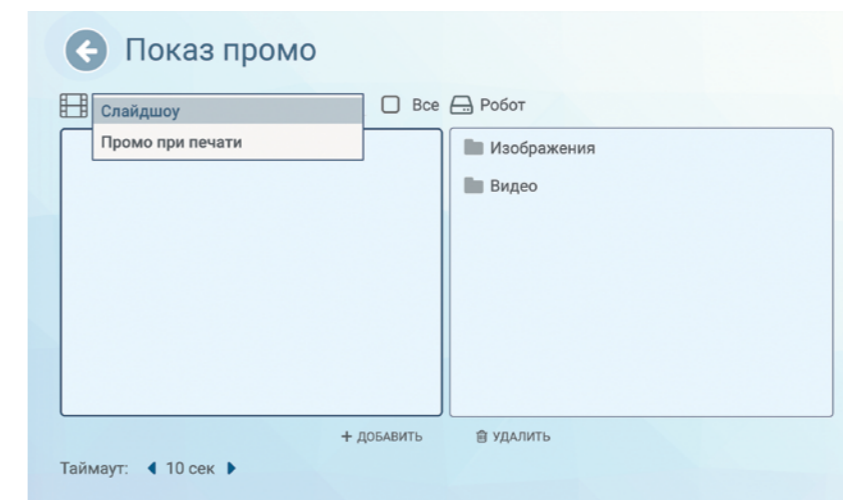 Показ промо
Слайдшоу
Все
Робот
Промо при печати
Изображения
Видео
+ ДОБАВИТЬ
УДАЛИТЬ
Таймаут: 10 сек